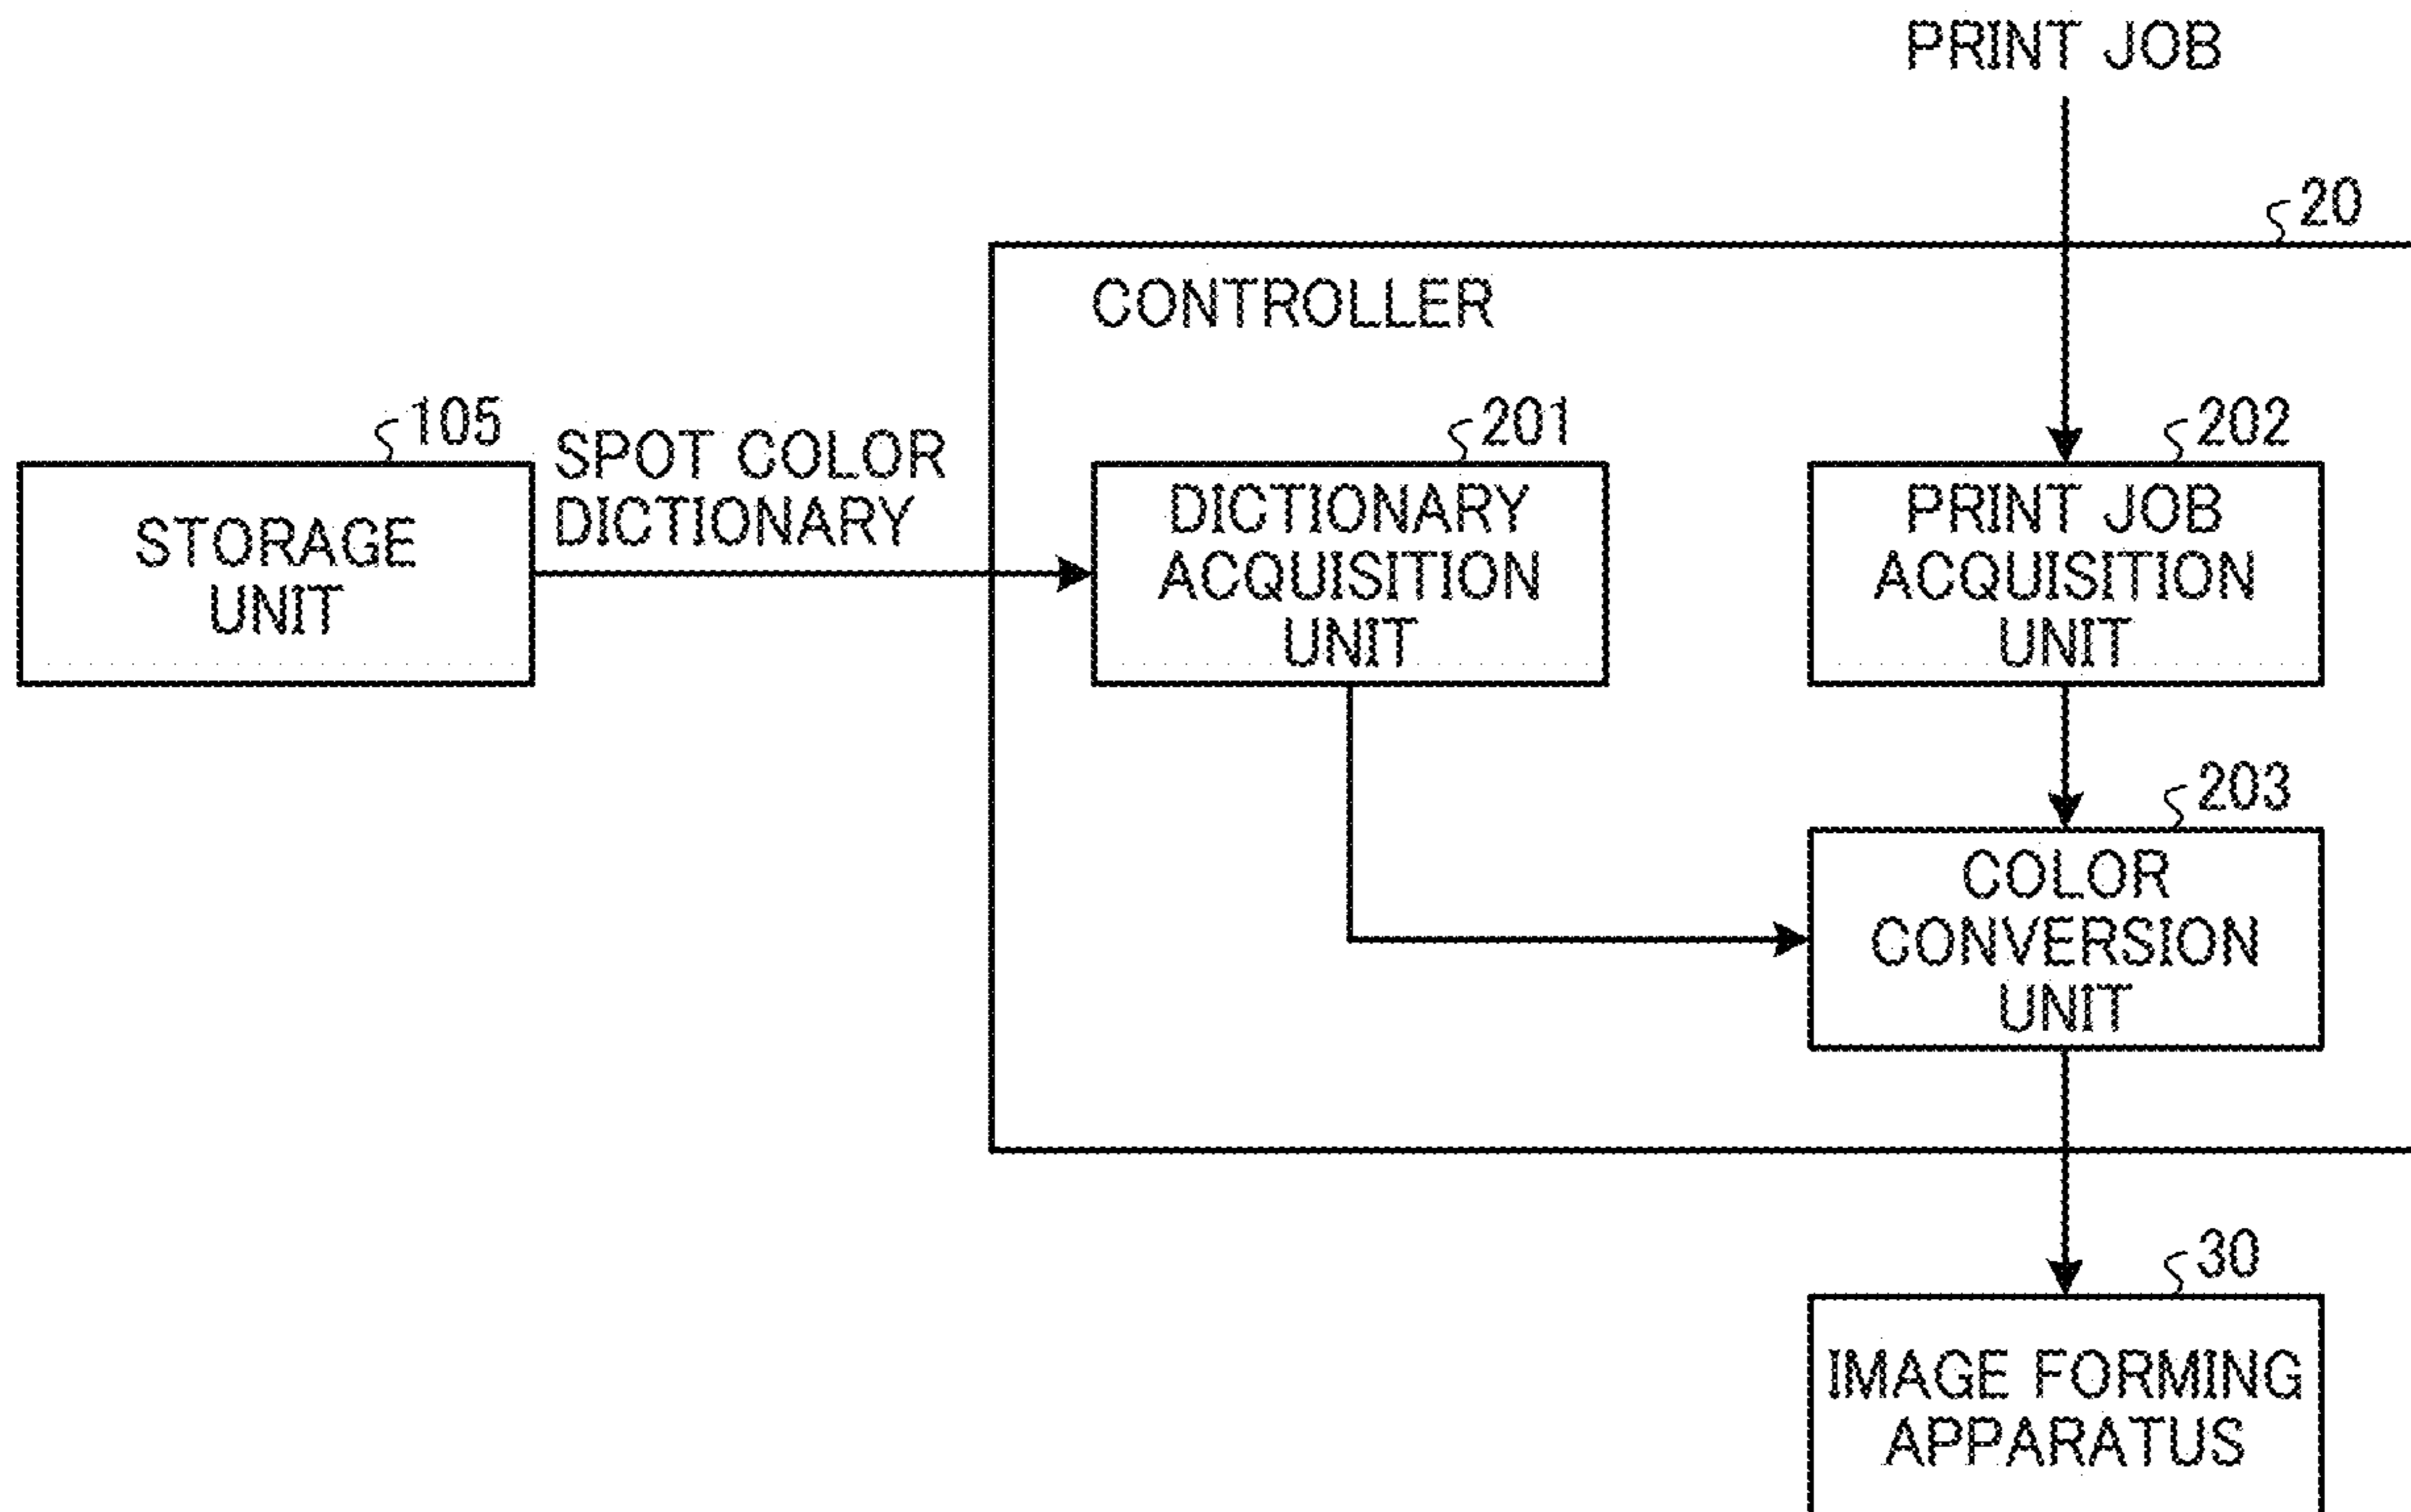 PRINT JOB
20
CONTROLLER
105
SPOT COLOR
DICTIONARY
201
202
STORAGE
UNIT
DICTIONARY
ACQUISITION
UNIT
PRINT JOB
ACQUISITION
UNIT
203
COLOR
CONVERSION
UNIT
30
IMAGE FORMING
APPARATUS